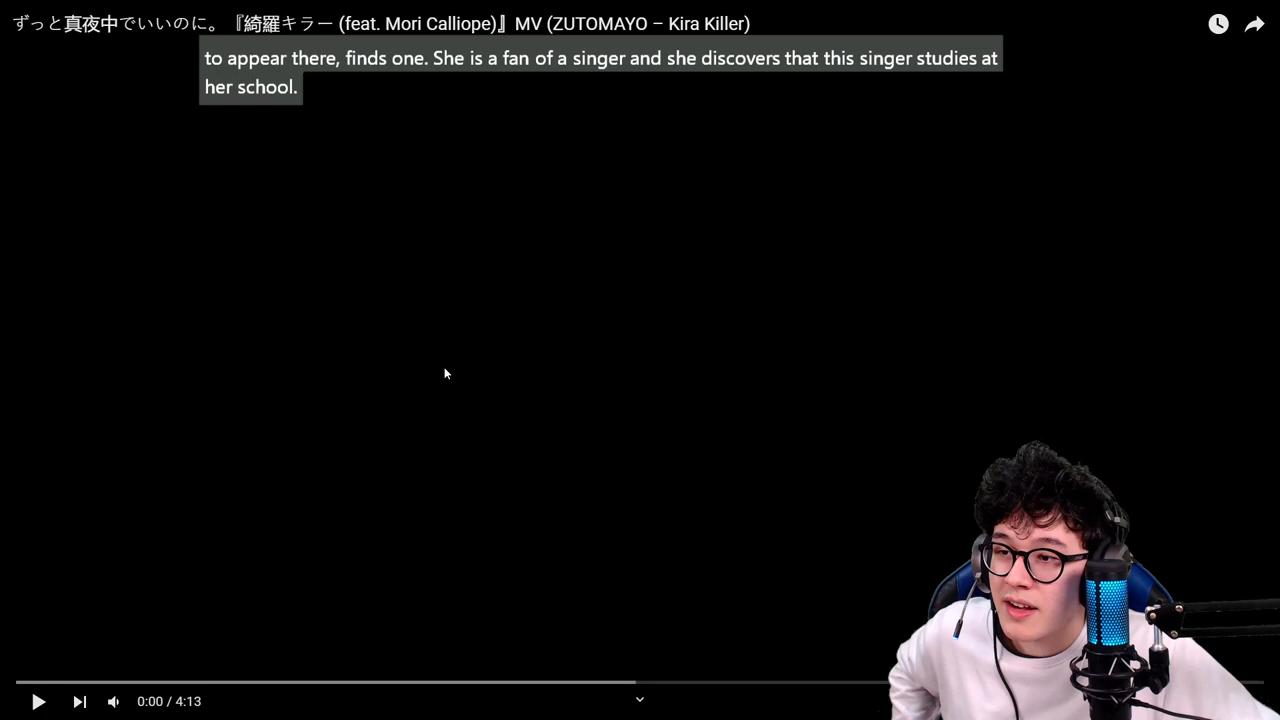 ずっと真夜中でいいのに。『綺羅キラー (feat. Mori Calliope)』MV (ZUTOMAYO – Kira Killer)
to appear there, finds one. She is a fan of a singer and she discovers that this singer studies at
her school.
0:00 / 4:13